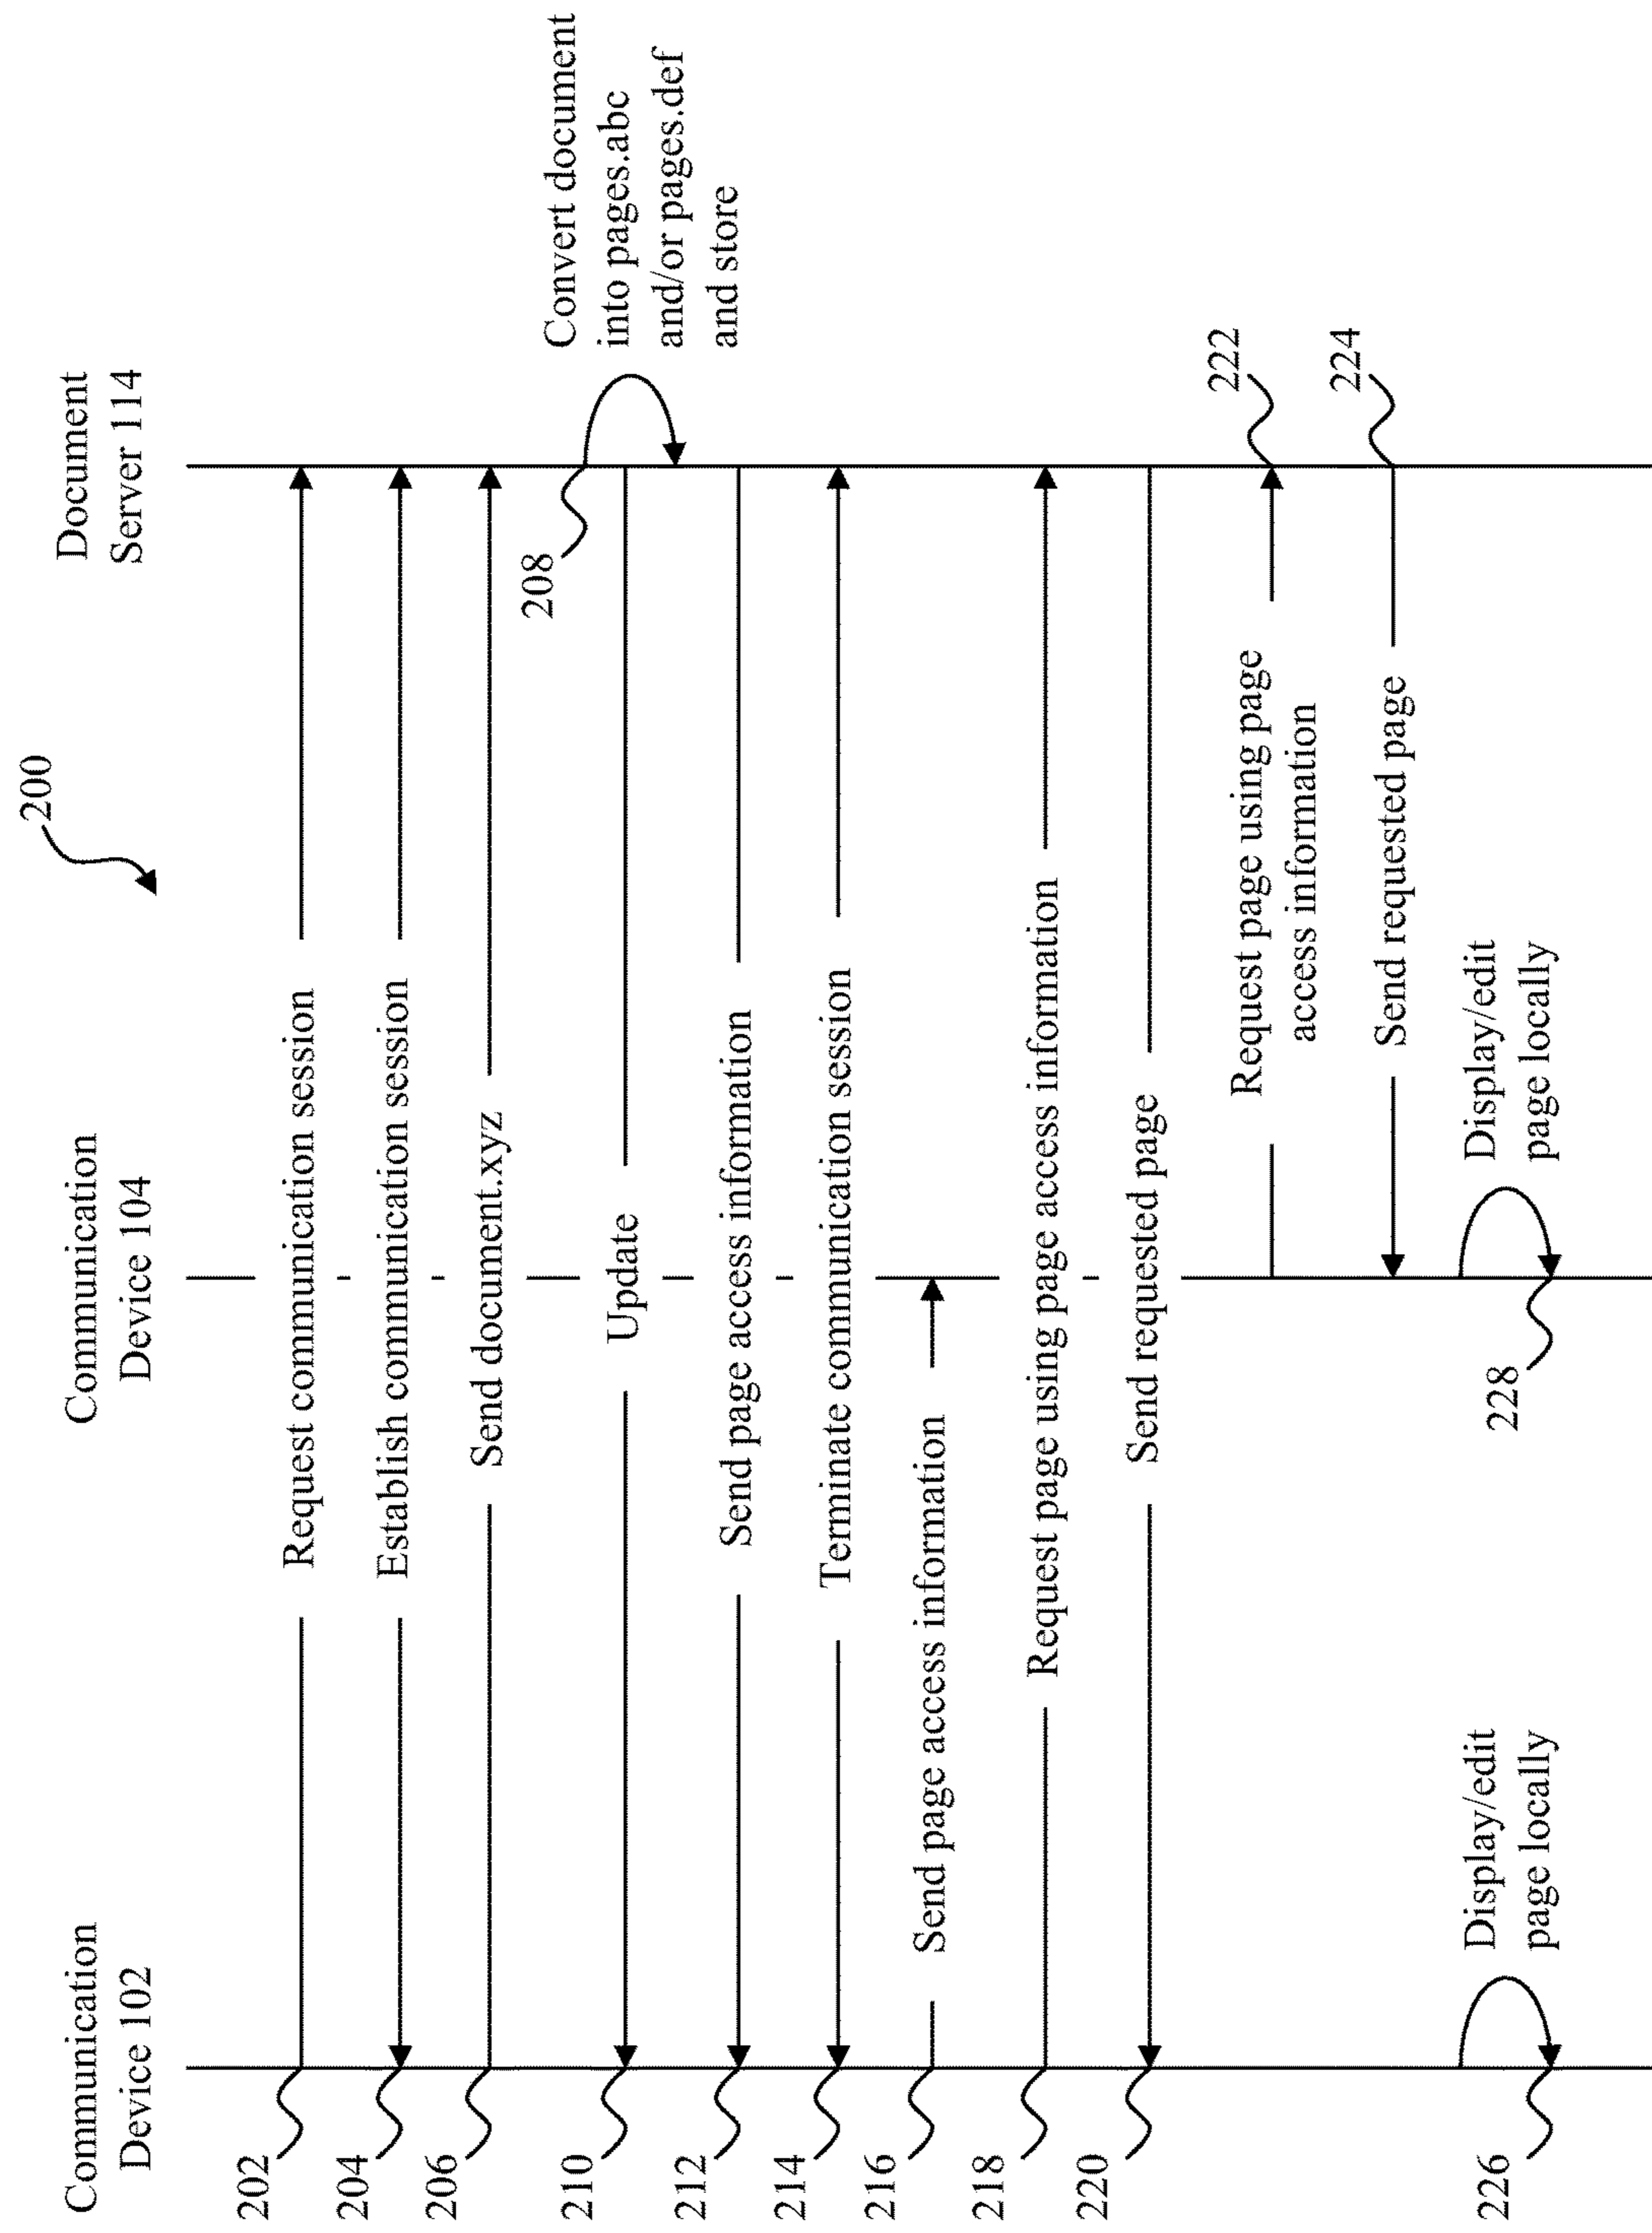 200
Communication
Device 102
Communication
Device 104
Document
Server 114
202
Request communication session
204
Establish communication session
206
Send document.xyz
208
Convert document
into pages.abc
and/or pages.def
and store
210
Update
212
Send page access information
214
Terminate communication session
216
Send page access information
218
Request page using page access information
220
Send requested page
222
Request page using page
access information
224
Send requested page
226
Display/edit
page locally
228
Display/edit
page locally